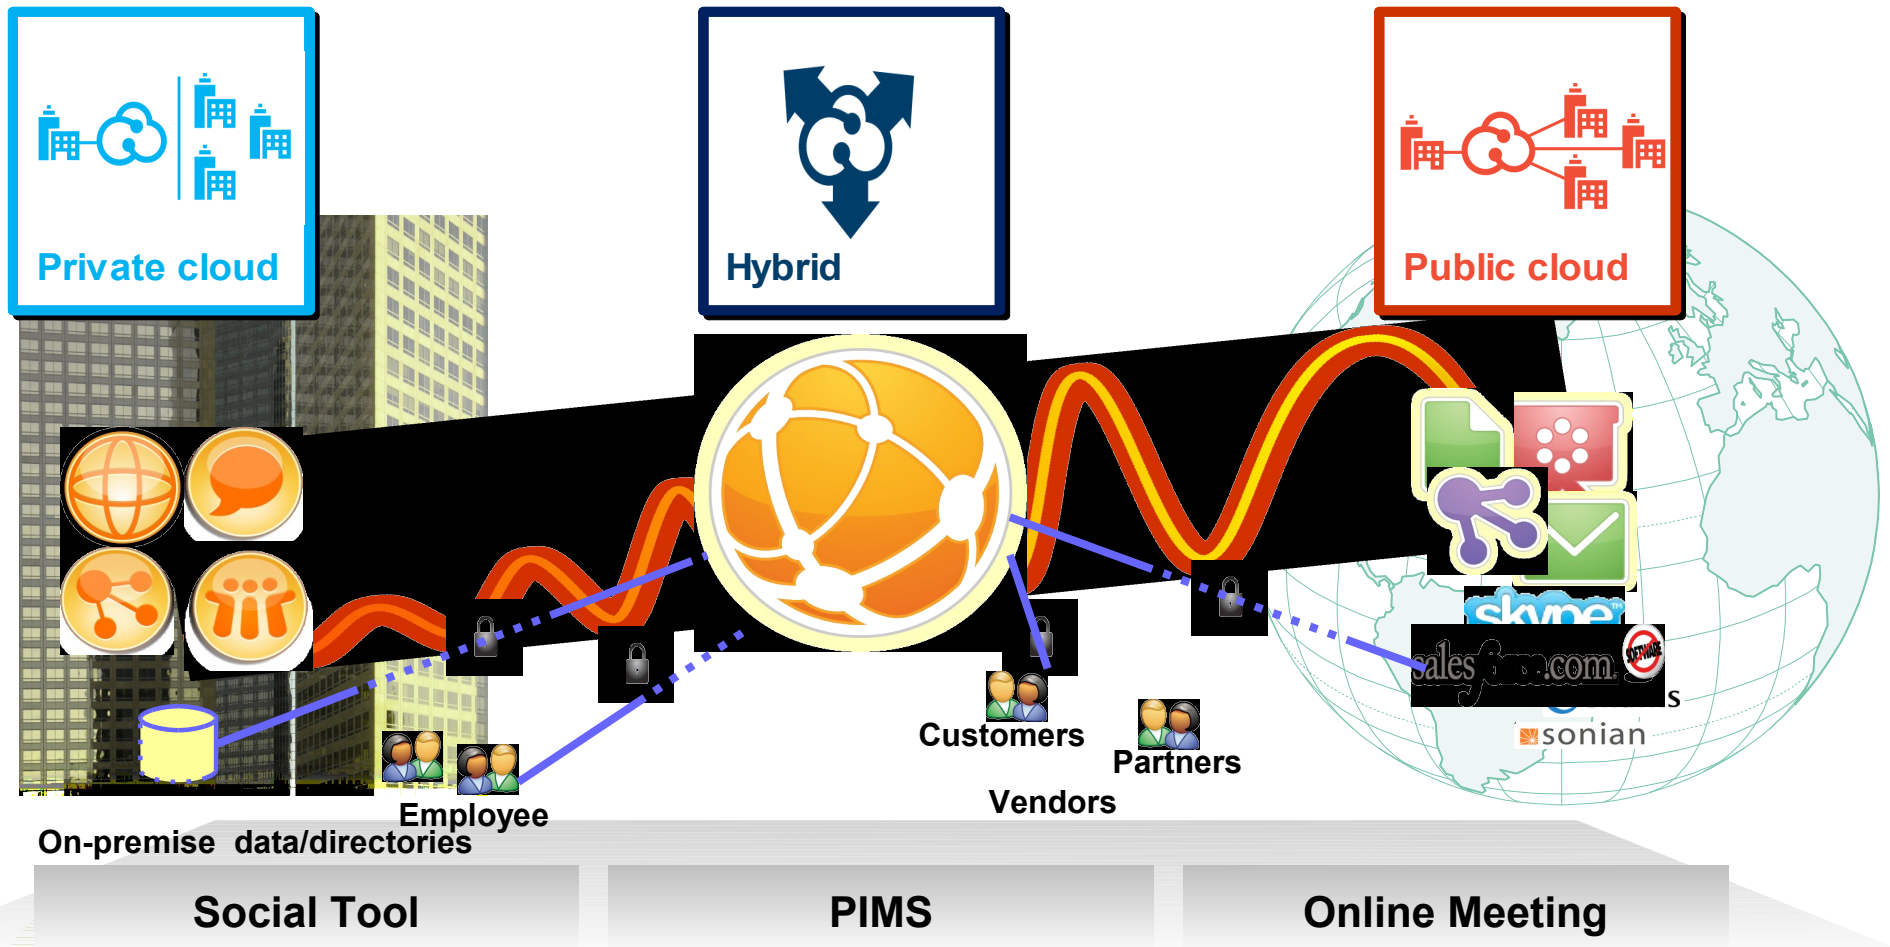 Private cloud
Hybrid
Public cloud
skype™
salesforce.com
SOFTWARE
s
sonian
Customers
Partners
Vendors
Employee
On-premise data/directories
Social Tool
PIMS
Online Meeting